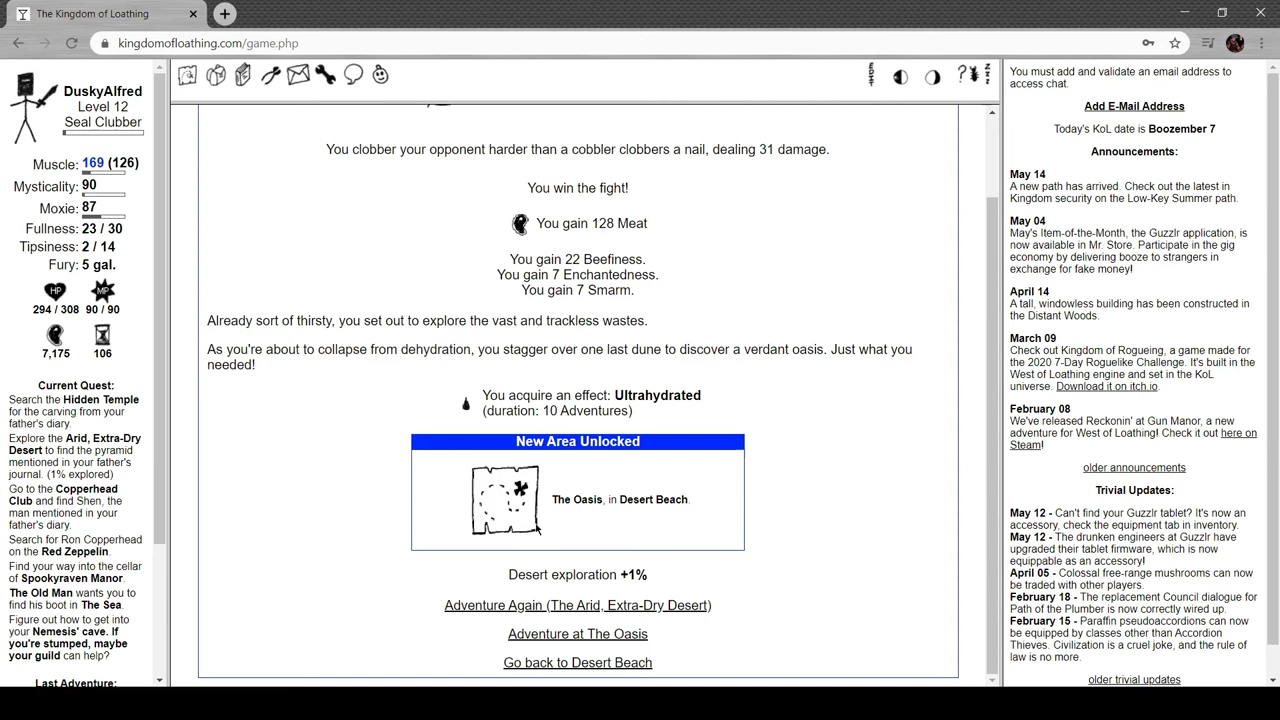 The Kingdom of Loathing
kingdomofloathing.com/game.php
DuskyAlfred
Level 12
Seal Clubber
Muscle: 169 (126)
Mysticality: 90
Moxie: 87
Fullness: 23 / 30
Tipsiness: 2 / 14
Fury: 5 gal.
HP
MP
294 / 308
90 / 90
7,175
106
Current Quest:
Search the Hidden Temple
for the carving from your
father's diary.
Explore the Arid, Extra-Dry
Desert to find the pyramid
mentioned in your father's
journal. (1% explored)
Go to the Copperhead
Club and find Shen, the
man mentioned in your
father's diary.
Search for Ron Copperhead
on the Red Zeppelin.
Find your way into the cellar
of Spookyraven Manor.
The Old Man wants you to
find his boot in The Sea.
Figure out how to get into
your Nemesis' cave. If
you're stumped, maybe
your guild can help?
Last Adventure:
You clobber your opponent harder than a cobbler clobbers a nail, dealing 31 damage.
You win the fight!
You gain 128 Meat
You gain 22 Beefiness.
You gain 7 Enchantedness.
You gain 7 Smarm.
Already sort of thirsty, you set out to explore the vast and trackless wastes.
As you're about to collapse from dehydration, you stagger over one last dune to discover a verdant oasis. Just what you
needed!
You acquire an effect: Ultrahydrated
(duration: 10 Adventures)
New Area Unlocked
The Oasis, in Desert Beach.
Desert exploration +1%
Adventure Again (The Arid, Extra-Dry Desert)
Adventure at The Oasis
Go back to Desert Beach
You must add and validate an email address to
access chat.
Add E-Mail Address
Today's KoL date is Boozember 7
Announcements:
May 14
A new path has arrived. Check out the latest in
Kingdom security on the Low-Key Summer path.
May 04
May's Item-of-the-Month, the Guzzlr application, is
now available in Mr. Store. Participate in the gig
economy by delivering booze to strangers in
exchange for fake money!
April 14
A tall, windowless building has been constructed in
the Distant Woods.
March 09
Check out Kingdom of Rogueing, a game made for
the 2020 7-Day Roguelike Challenge. It's built in the
West of Loathing engine and set in the KoL
universe. Download it on itch.io.
February 08
We've released Reckonin' at Gun Manor, a new
adventure for West of Loathing! Check it out here on
Steam!
older announcements
Trivial Updates:
May 12 - Can't find your Guzzlr tablet? It's now an
accessory, check the equipment tab in inventory.
May 12 - The drunken engineers at Guzzlr have
upgraded their tablet firmware, which is now
equippable as an accessory!
April 05 - Colossal free-range mushrooms can now
be traded with other players.
February 18 - The replacement Council dialogue for
Path of the Plumber is now correctly wired up.
February 15 - Paraffin pseudoaccordions can now
be equipped by classes other than Accordion
Thieves. Civilization is a cruel joke, and the rule of
law is no more.
older trivial updates